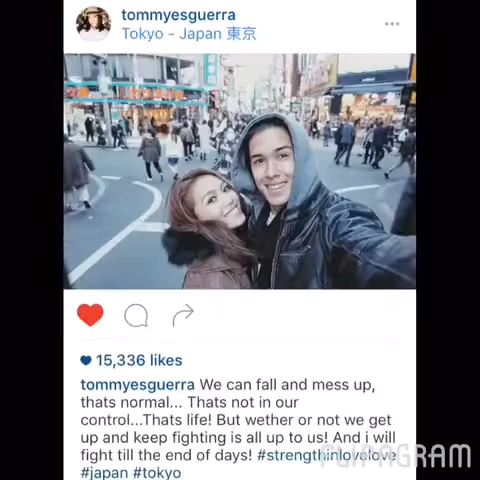 tommyesguerra
Tokyo - Japan 東京
15,336 likes
tommyesguerra We can fall and mess up,
thats normal... Thats not in our
control...Thats life! But wether or not we get
up and keep fighting is all up to us! And i will
fight till the end of days! #strengthinlovelove
#japan #tokyo
FLIPAGRAM